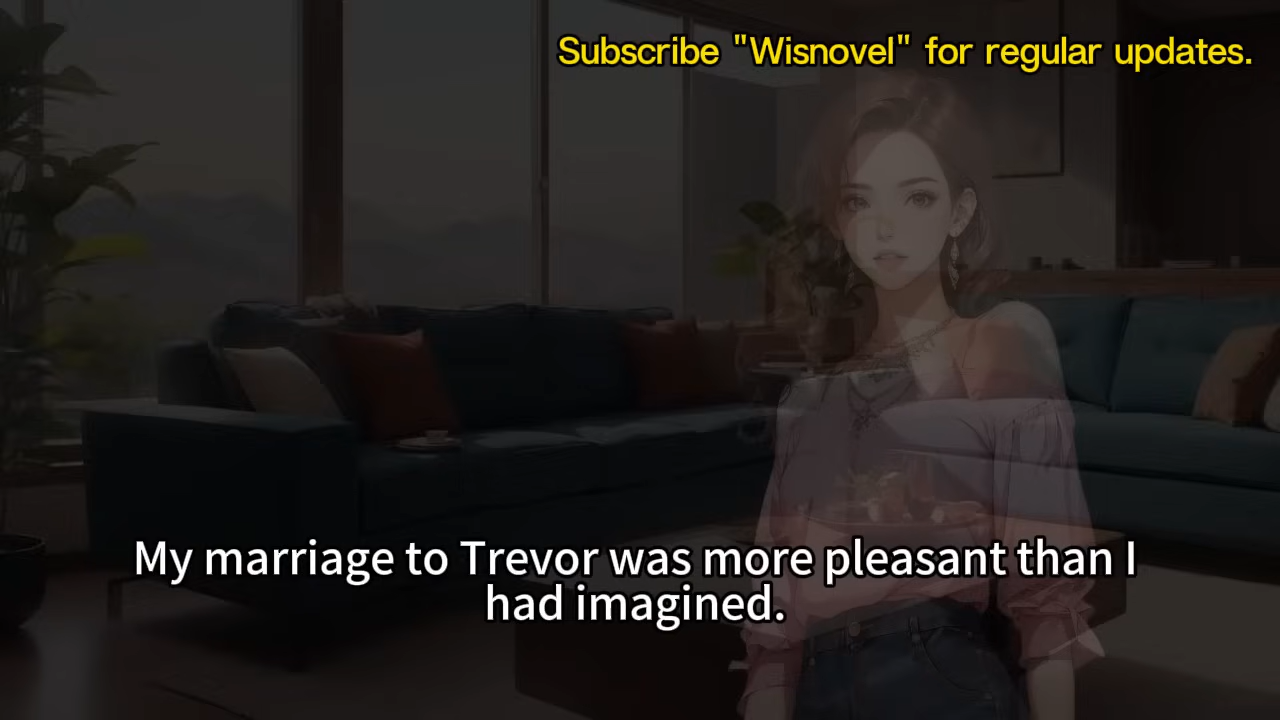 Subscribe "Wisnovel" for regular updates.
My marriage to Trevor was more pleasant than I
had imagined.